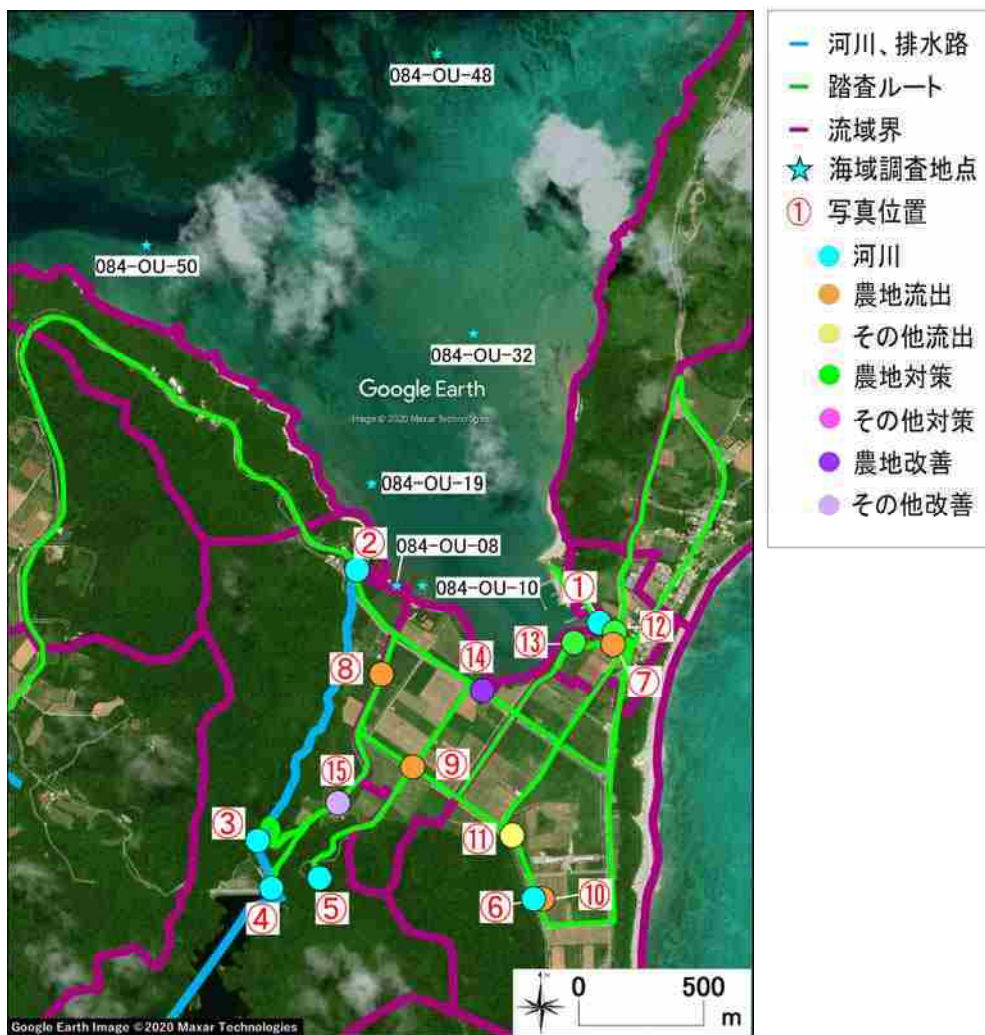 084-OU-48
084-OU-50
084-OU-32
Google Earth
Image © 2020 Maxar Technologies
084-OU-19
② 084-OU-08
084-OU-10 ①
⑬ ⑫
⑧ ⑭ ⑦
⑨
⑮
③
⑪
⑤ ⑥ ⑩
④
0 500
m
Google Earth Image ©2020 Maxar Technologies
河川、排水路
踏査ルート
流域界
海域調査地点
① 写真位置
河川
農地流出
その他流出
農地対策
その他対策
農地改善
その他改善